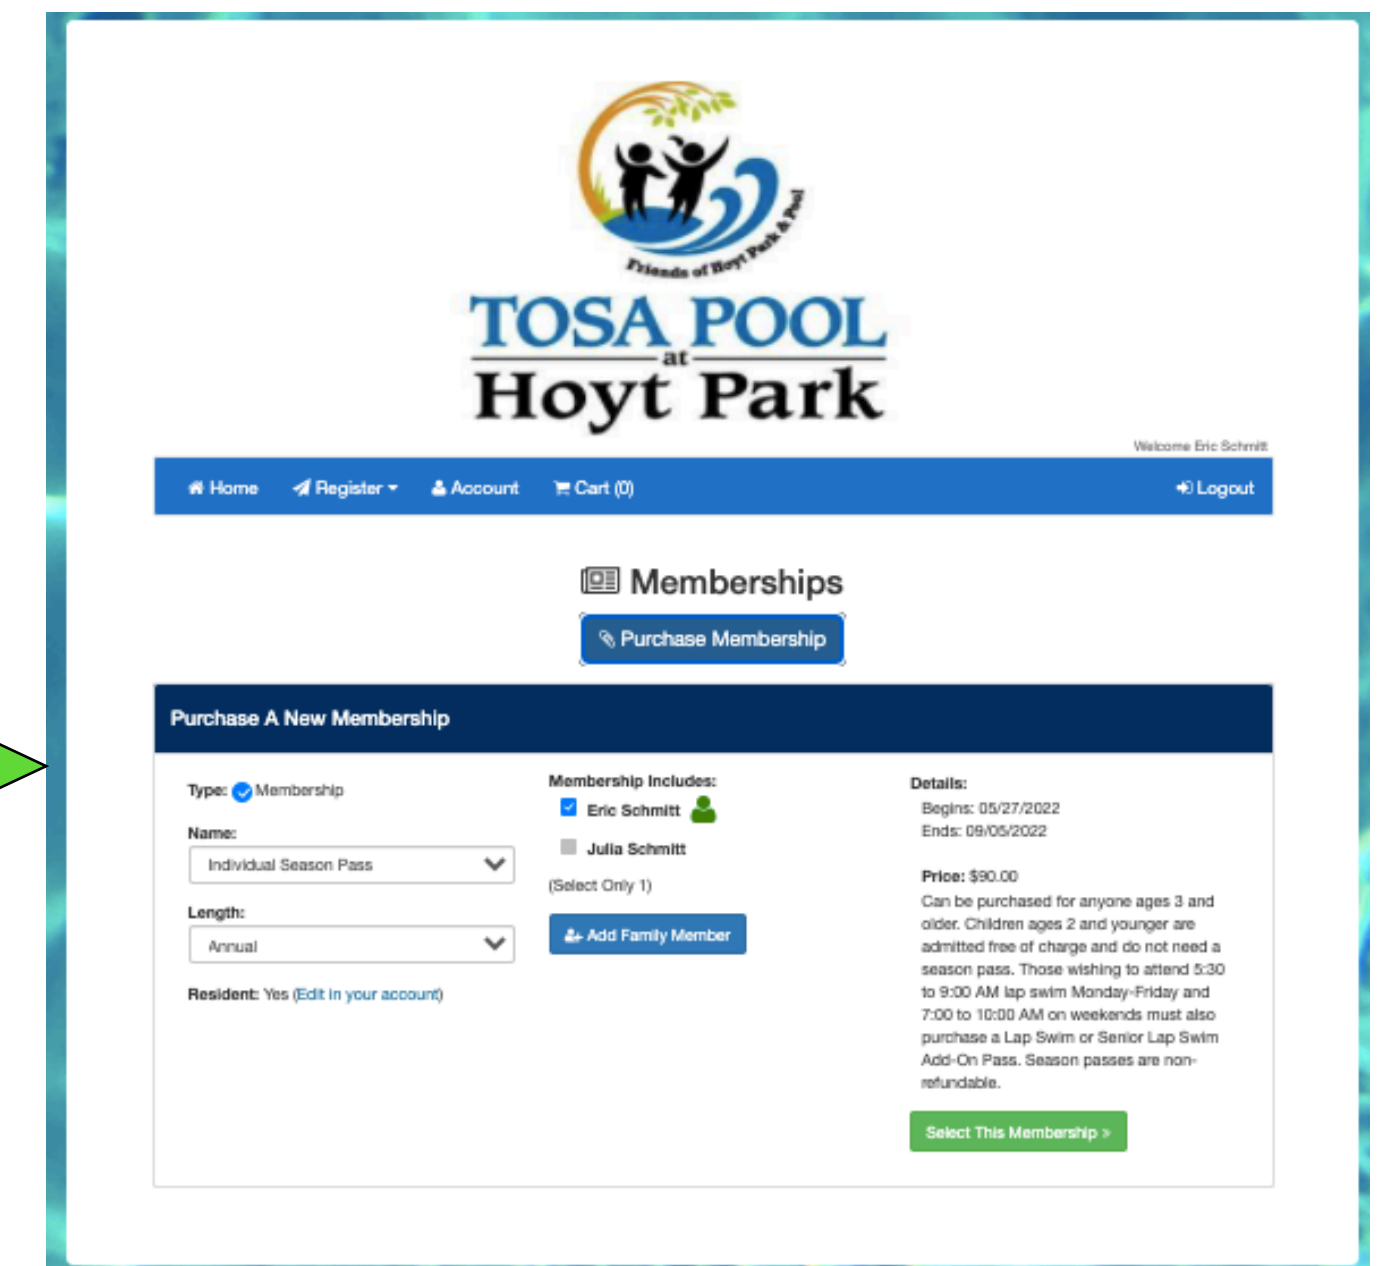 Friends of Hoyt Park & Pool
TOSA POOL
at
Hoyt Park
Welcome Eric Schmitt
Home Register Account Cart (0) Logout
Memberships
Purchase Membership
Purchase A New Membership
Type: Membership
Name:
Individual Season Pass
Length:
Annual
Resident: Yes (Edit in your account)
Membership Includes:
Eric Schmitt
Julia Schmitt
(Select Only 1)
Add Family Member
Details:
Begins: 05/27/2022
Ends: 09/05/2022
Price: $90.00
Can be purchased for anyone ages 3 and
older. Children ages 2 and younger are
admitted free of charge and do not need a
season pass. Those wishing to attend 5:30
to 9:00 AM lap swim Monday-Friday and
7:00 to 10:00 AM on weekends must also
purchase a Lap Swim or Senior Lap Swim
Add-On Pass. Season passes are non-
refundable.
Select This Membership »